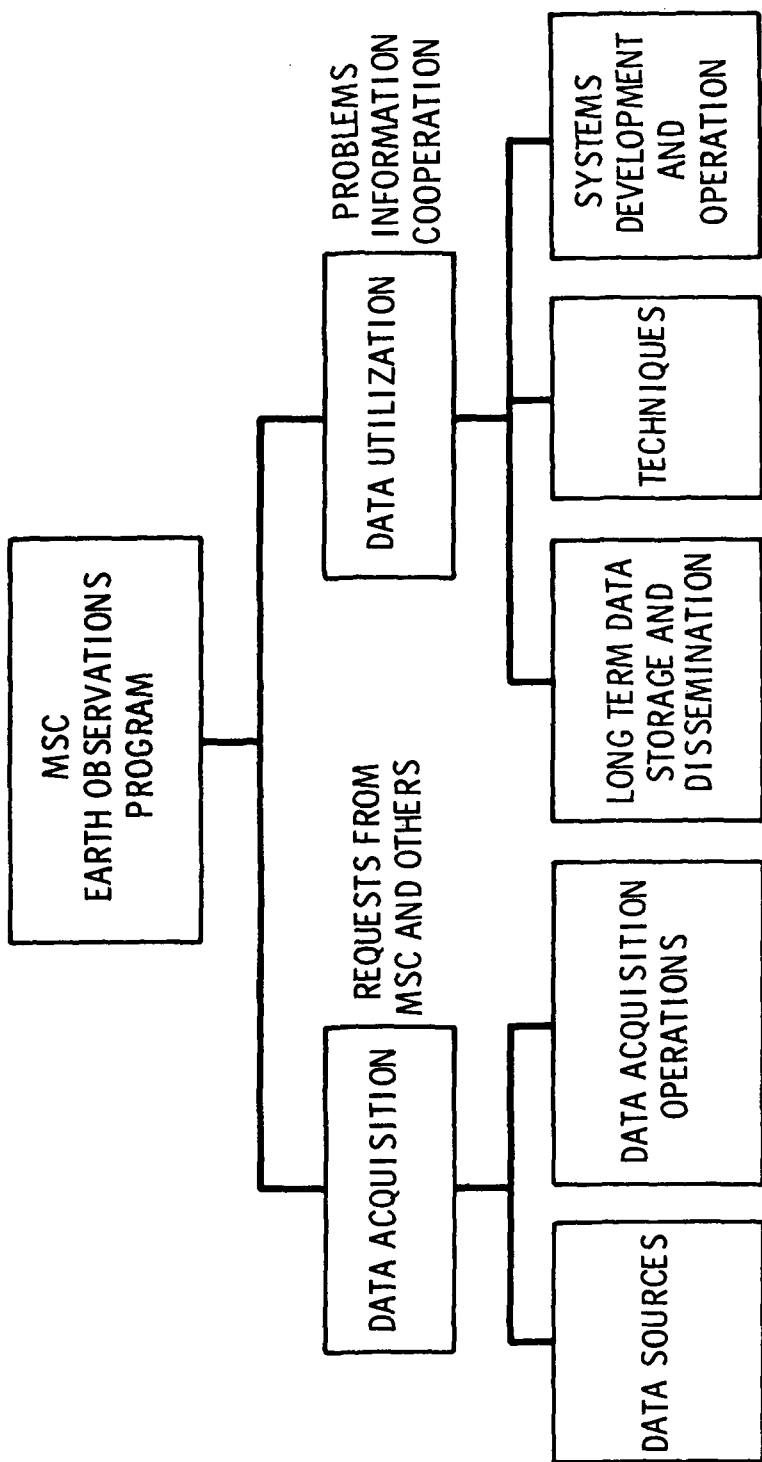 MSC
EARTH OBSERVATIONS
PROGRAM
DATA ACQUISITION
REQUESTS FROM
MSC AND OTHERS
DATA UTILIZATION
PROBLEMS
INFORMATION
COOPERATION
DATA SOURCES
DATA ACQUISITION
OPERATIONS
LONG TERM DATA
STORAGE AND
DISSEMINATION
TECHNIQUES
SYSTEMS
DEVELOPMENT
AND
OPERATION